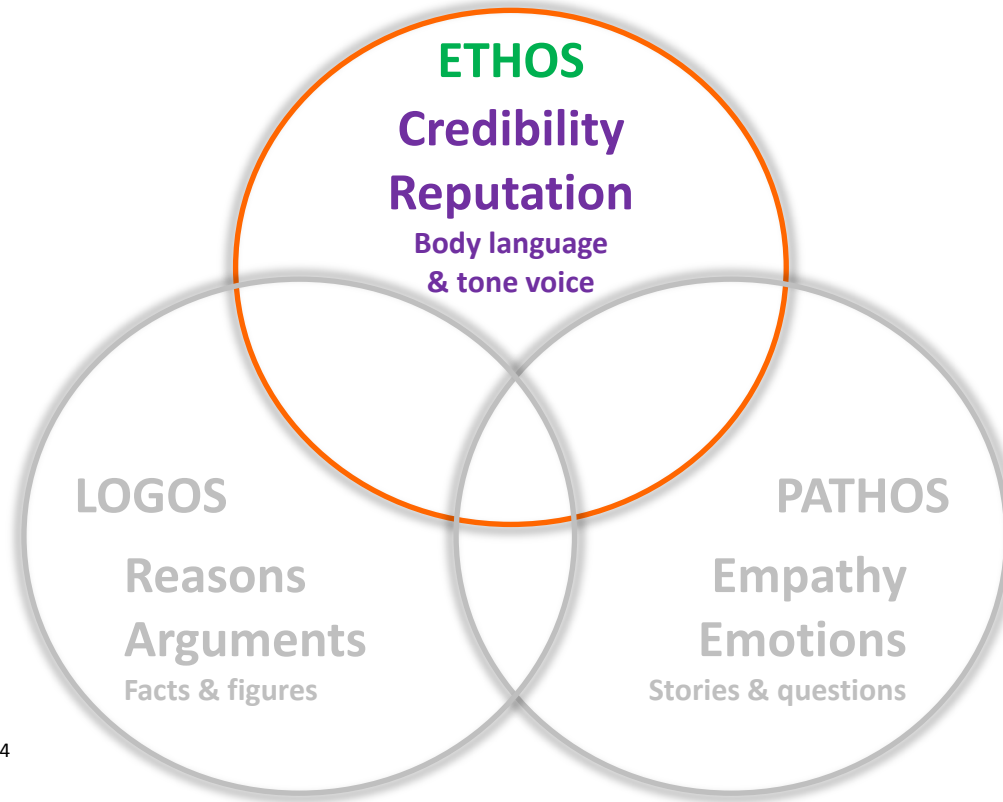 ETHOS
Credibility
Reputation
Body language
& tone voice
LOGOS
Reasons
Arguments
Facts & figures
PATHOS
Empathy
Emotions
Stories & questions
4